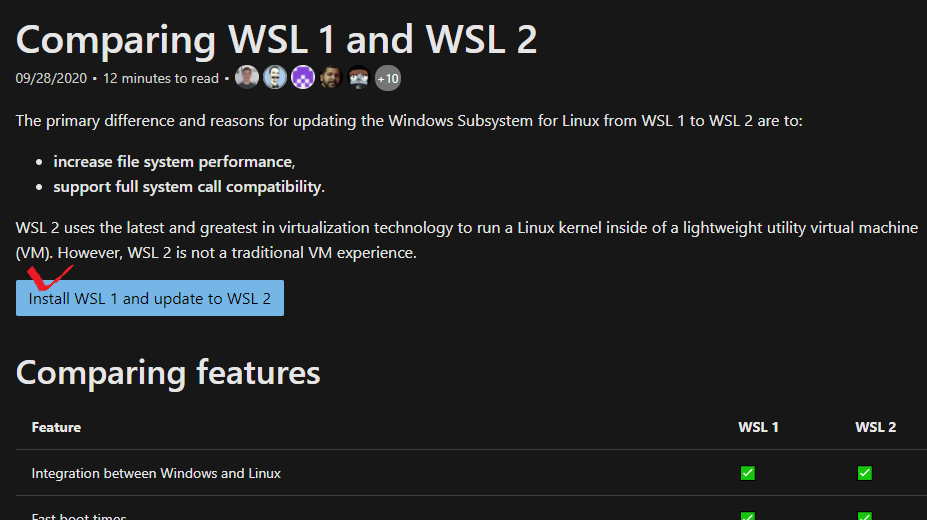 Comparing WSL 1 and WSL 2
09/28/2020 • 12 minutes to read • +10
The primary difference and reasons for updating the Windows Subsystem for Linux from WSL 1 to WSL 2 are to:
• increase file system performance,
• support full system call compatibility.
WSL 2 uses the latest and greatest in virtualization technology to run a Linux kernel inside of a lightweight utility virtual machine
(VM). However, WSL 2 is not a traditional VM experience.
Install WSL 1 and update to WSL 2
Comparing features
Feature WSL 1 WSL 2
Integration between Windows and Linux ✅ ✅
Fast boot times ✅ ✅